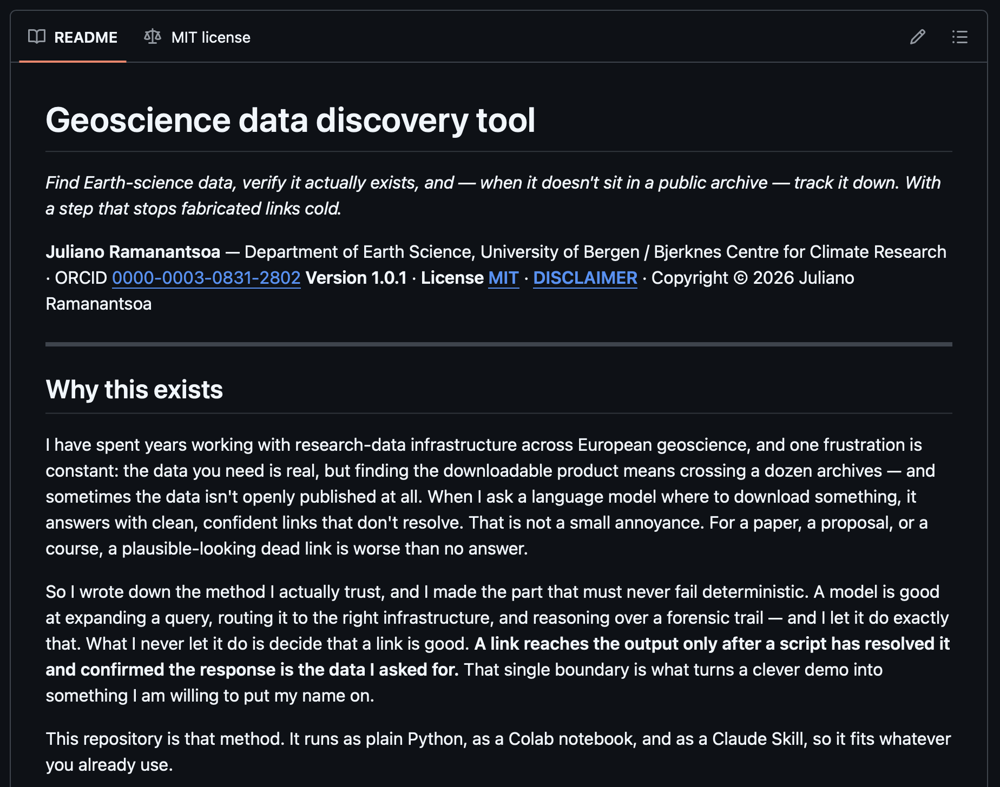 README
MIT license
Geoscience data discovery tool
Find Earth-science data, verify it actually exists, and — when it doesn't sit in a public archive — track it down. With
a step that stops fabricated links cold.
Juliano Ramanantsoa — Department of Earth Science, University of Bergen / Bjerknes Centre for Climate Research
· ORCID 0000-0003-0831-2802 Version 1.0.1 · License MIT · DISCLAIMER · Copyright © 2026 Juliano
Ramanantsoa
Why this exists
I have spent years working with research-data infrastructure across European geoscience, and one frustration is
constant: the data you need is real, but finding the downloadable product means crossing a dozen archives — and
sometimes the data isn't openly published at all. When I ask a language model where to download something, it
answers with clean, confident links that don't resolve. That is not a small annoyance. For a paper, a proposal, or a
course, a plausible-looking dead link is worse than no answer.
So I wrote down the method I actually trust, and I made the part that must never fail deterministic. A model is good
at expanding a query, routing it to the right infrastructure, and reasoning over a forensic trail — and I let it do exactly
that. What I never let it do is decide that a link is good. A link reaches the output only after a script has resolved it
and confirmed the response is the data I asked for. That single boundary is what turns a clever demo into
something I am willing to put my name on.
This repository is that method. It runs as plain Python, as a Colab notebook, and as a Claude Skill, so it fits whatever
you already use.